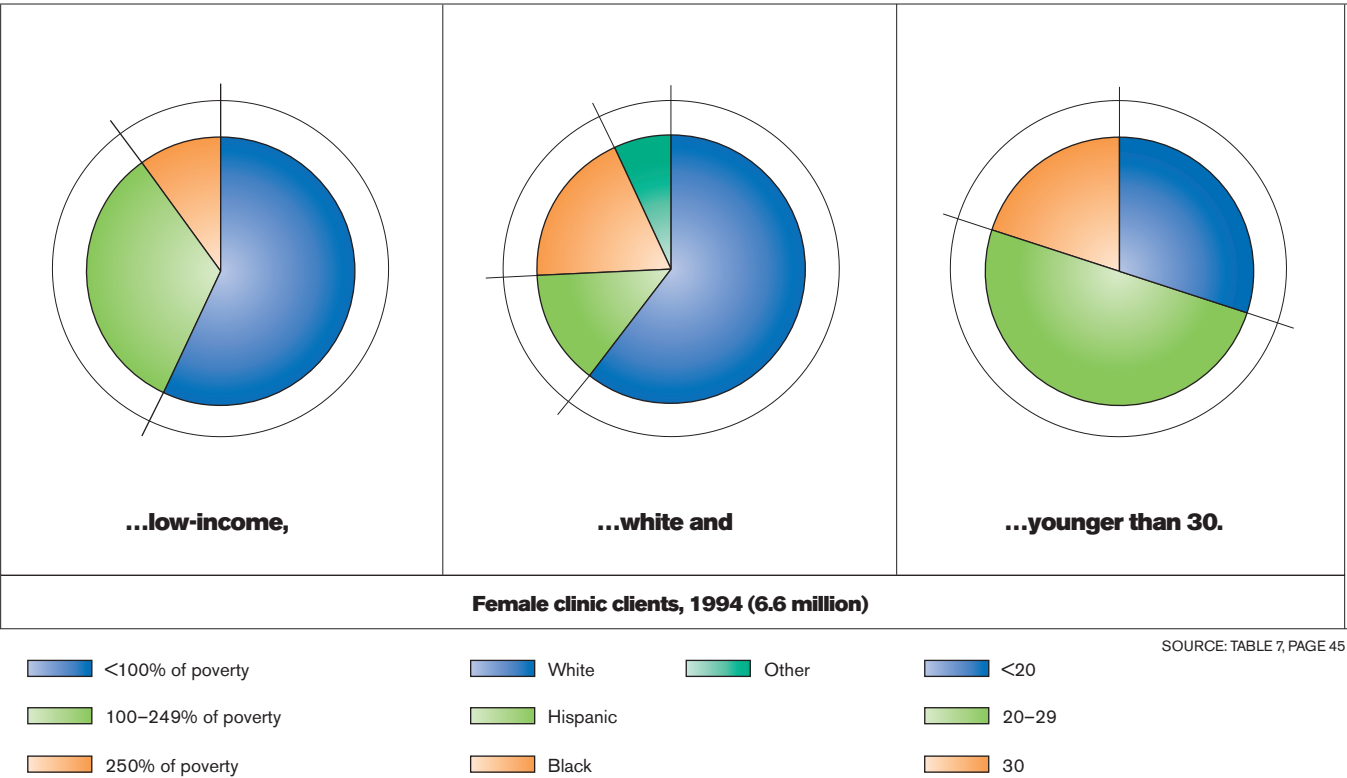 …low-income,
…white and
…younger than 30.
Female clinic clients, 1994 (6.6 million)
SOURCE: TABLE 7, PAGE 45
<100% of poverty
100–249% of poverty
250% of poverty
White
Hispanic
Black
Other
<20
20–29
30